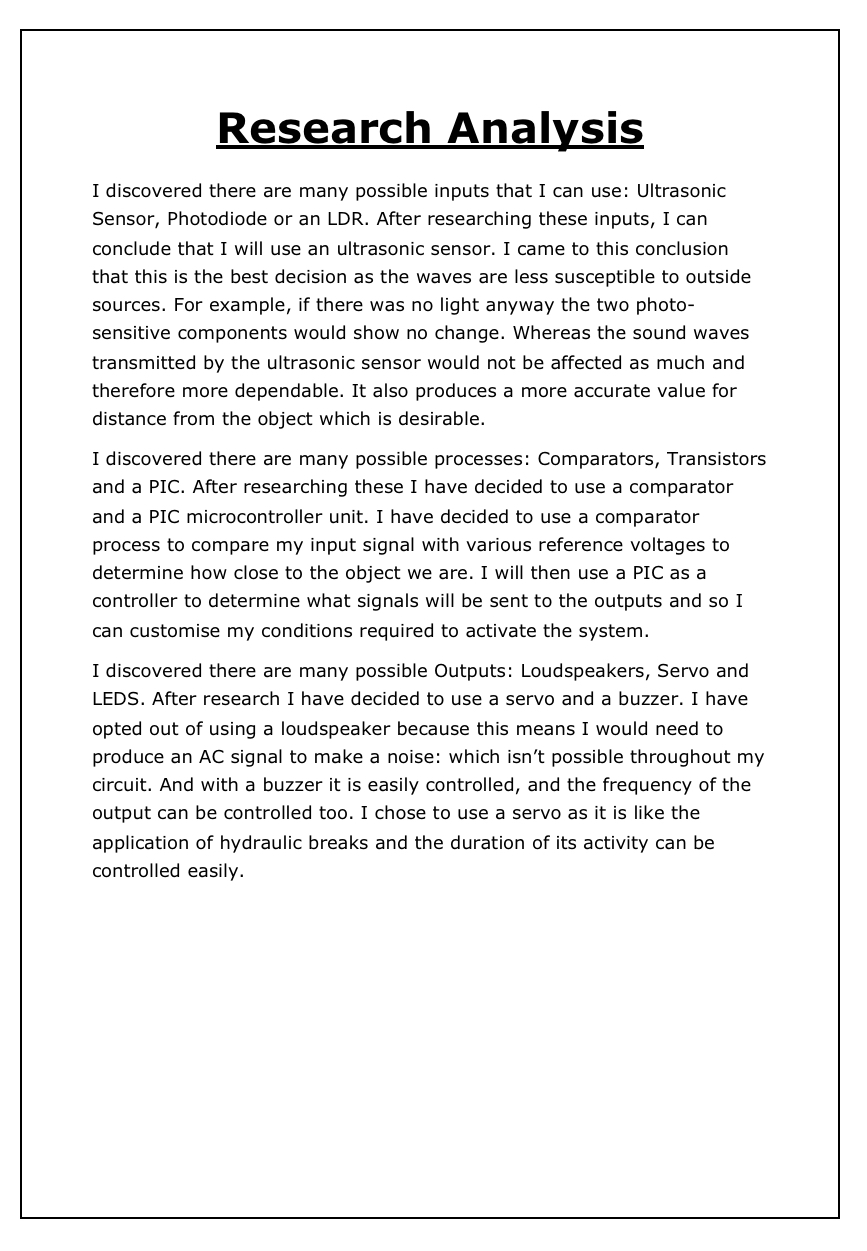 Research Analysis
I discovered there are many possible inputs that I can use: Ultrasonic
Sensor, Photodiode or an LDR. After researching these inputs, I can
conclude that I will use an ultrasonic sensor. I came to this conclusion
that this is the best decision as the waves are less susceptible to outside
sources. For example, if there was no light anyway the two photo-
sensitive components would show no change. Whereas the sound waves
transmitted by the ultrasonic sensor would not be affected as much and
therefore more dependable. It also produces a more accurate value for
distance from the object which is desirable.
I discovered there are many possible processes: Comparators, Transistors
and a PIC. After researching these I have decided to use a comparator
and a PIC microcontroller unit. I have decided to use a comparator
process to compare my input signal with various reference voltages to
determine how close to the object we are. I will then use a PIC as a
controller to determine what signals will be sent to the outputs and so I
can customise my conditions required to activate the system.
I discovered there are many possible Outputs: Loudspeakers, Servo and
LEDS. After research I have decided to use a servo and a buzzer. I have
opted out of using a loudspeaker because this means I would need to
produce an AC signal to make a noise: which isn’t possible throughout my
circuit. And with a buzzer it is easily controlled, and the frequency of the
output can be controlled too. I chose to use a servo as it is like the
application of hydraulic breaks and the duration of its activity can be
controlled easily.